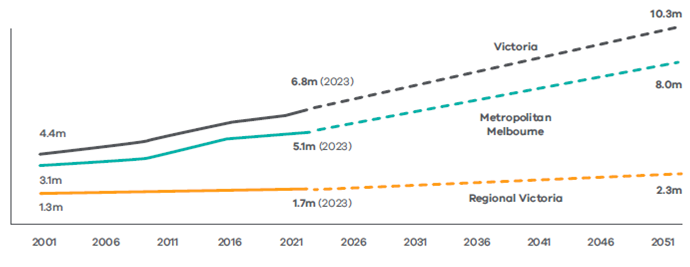 10.3m
Victoria
6.8m (2023)
8.0m
Metropolitan
Melbourne
4.4m
5.1m (2023)
3.1m
2.3m
1.3m
1.7m (2023)
Regional Victoria
2001 2006 2011 2016 2021 2026 2031 2036 2041 2046 2051